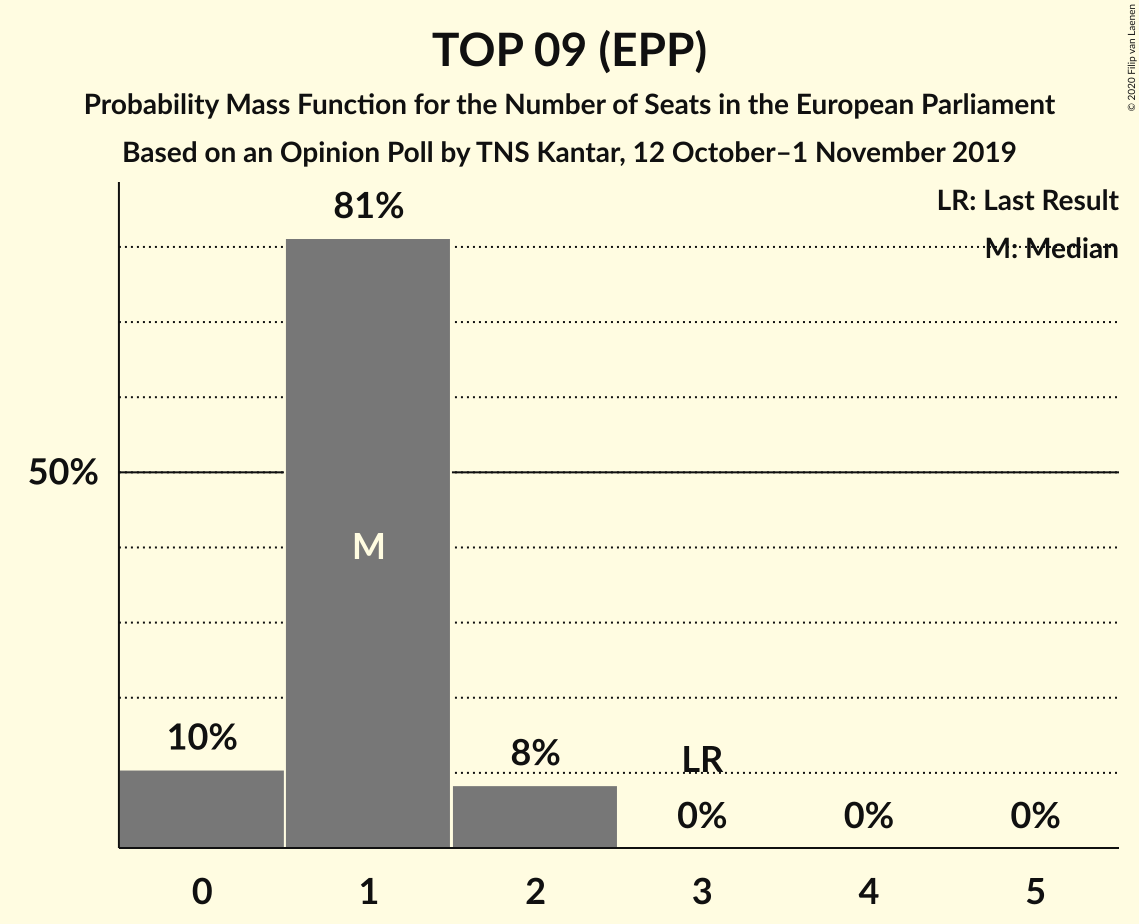 TOP 09 (EPP)
Probability Mass Function for the Number of Seats in the European Parliament
Based on an Opinion Poll by TNS Kantar, 12 October–1 November 2019
© 2020 Filip van Laenen
LR: Last Result
M: Median
81%
50%
M
10%
8%
LR
0%
0%
0%
0 1 2 3 4 5